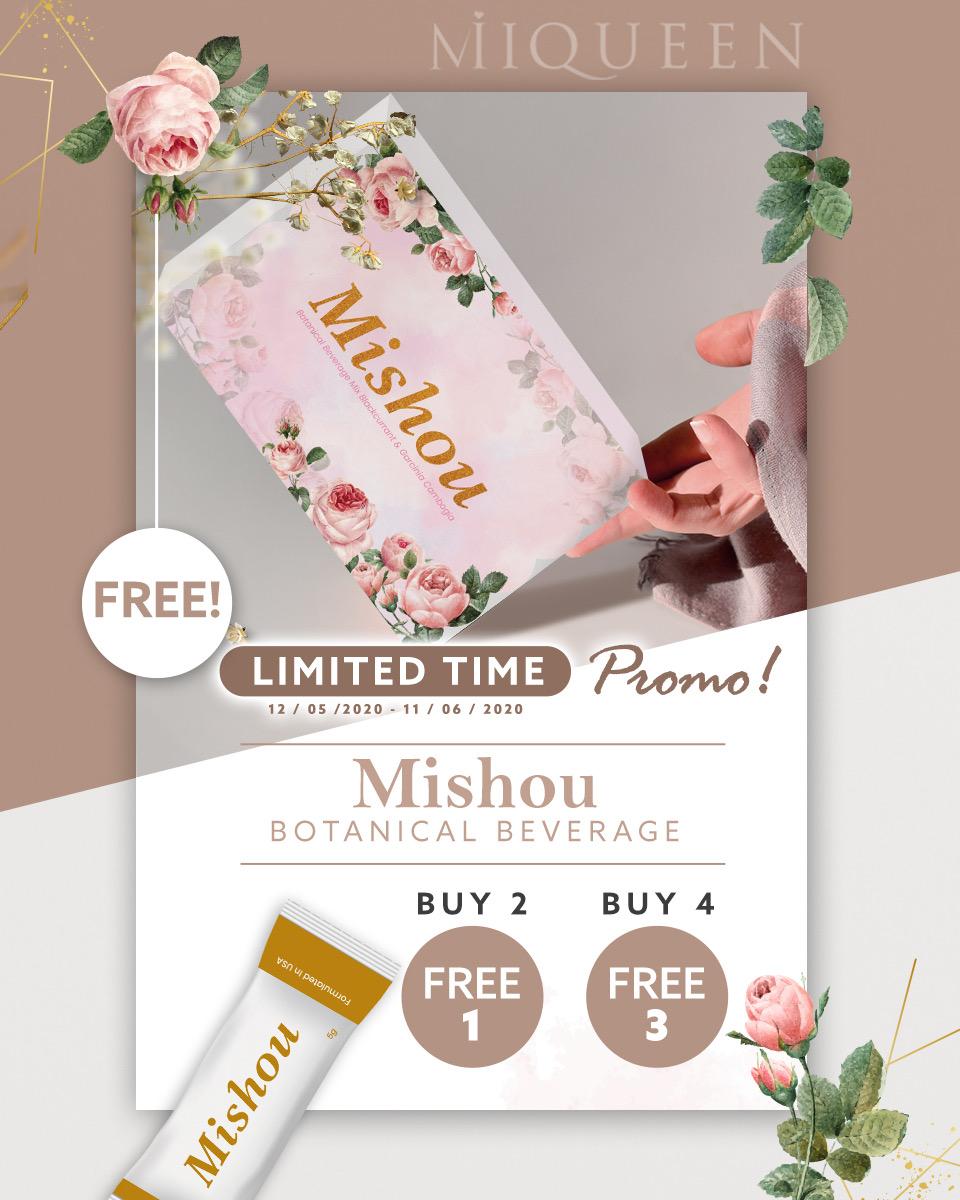 MIQUEEN
Mishou
Botanical Beverage Mix Blackcurrant & Garcinia Cambogia
FREE!
LIMITED TIME Promo!
12 / 05 /2020 - 11 / 06 / 2020
Mishou
BOTANICAL BEVERAGE
BUY 2
FREE
1
BUY 4
FREE
3
Formulated in USA
5g
Mishou